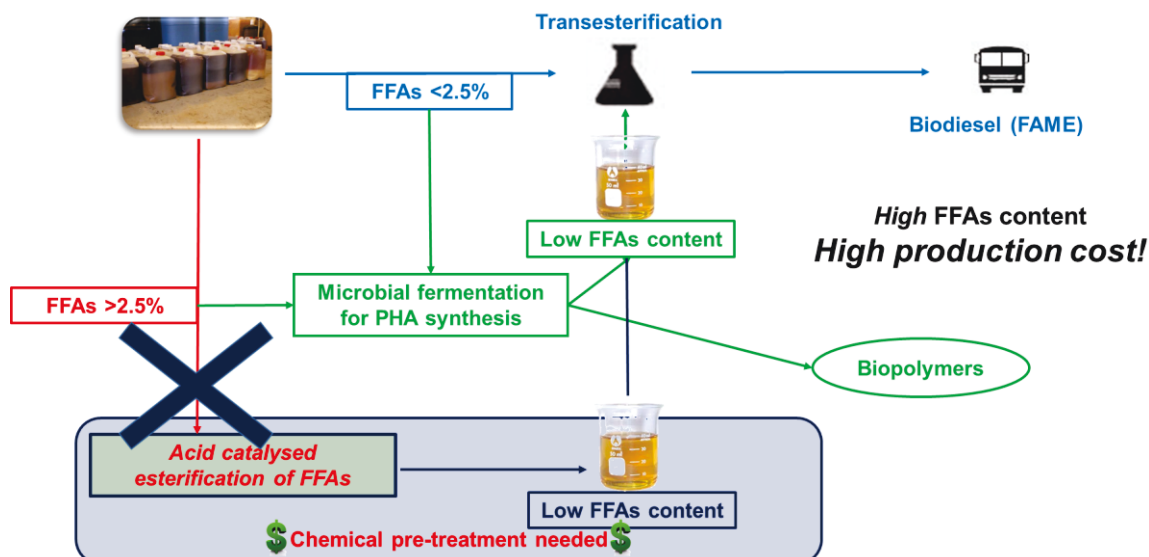 Transesterification
FFAs <2.5%
Biodiesel (FAME)
Low FFAs content
High FFAs content
High production cost!
FFAs >2.5%
Microbial fermentation
for PHA synthesis
Biopolymers
Acid catalysed
esterification of FFAs
Low FFAs content
$Chemical pre-treatment needed$